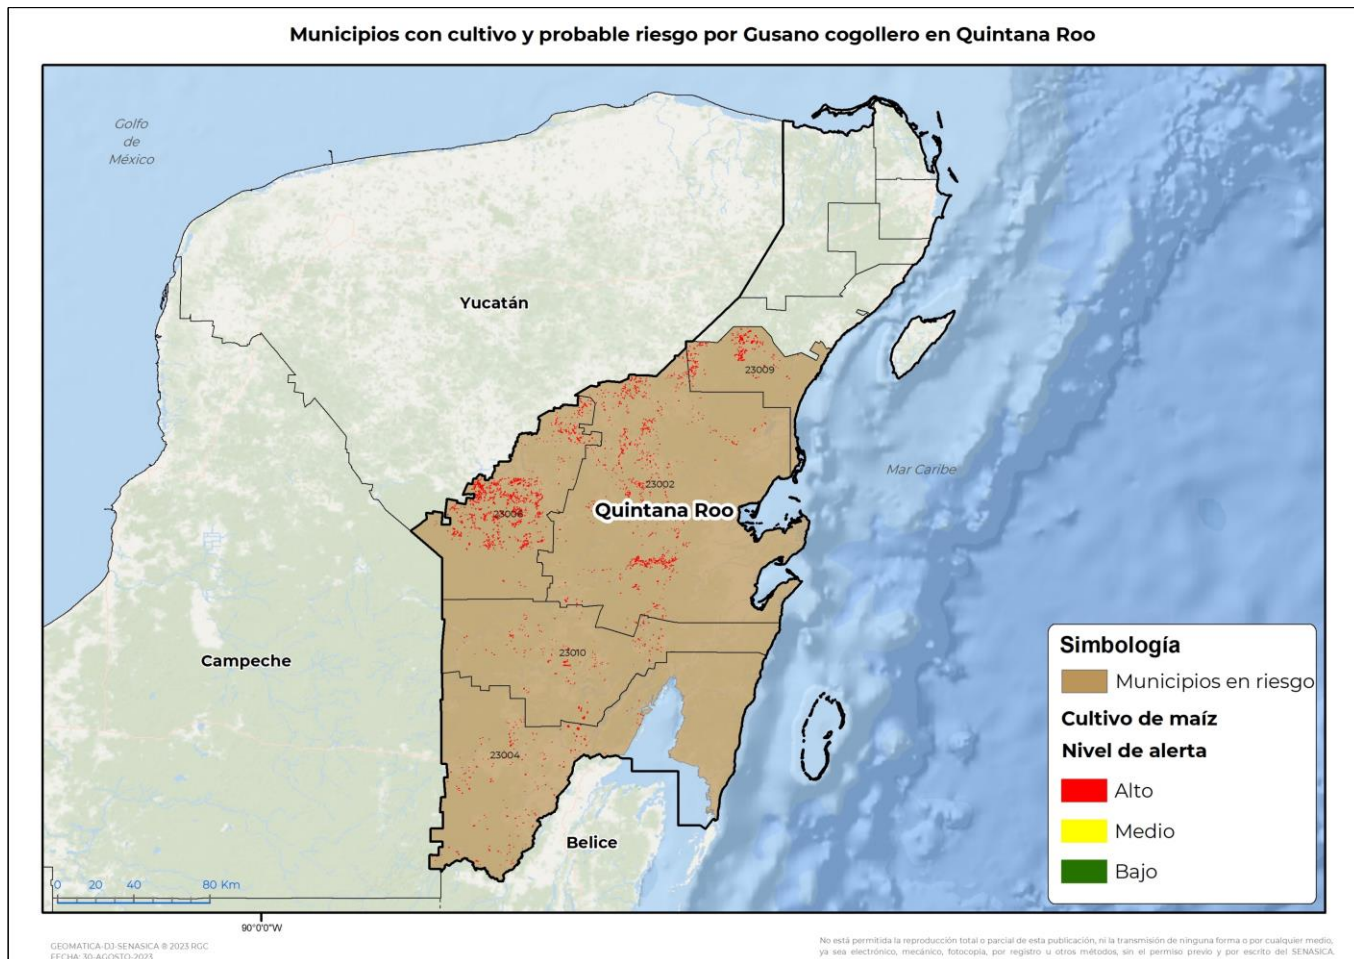 Municipios con cultivo y probable riesgo por Gusano cogollero en Quintana Roo
Golfo
de
México
Yucatán
23009
Mar Caribe
23002
23006
Quintana Roo
23010
Campeche
23004
Belice
Simbología
Municipios en riesgo
Cultivo de maíz
Nivel de alerta
Alto
Medio
Bajo
0 20 40 80 Km
90°0'0"W
GEOMATICA-DJ-SENASICA ® 2023 RGC
FECHA: 30-AGOSTO-2023
No está permitida la reproducción total o parcial de esta publicación, ni la transmisión de ninguna forma o por cualquier medio,
ya sea electrónico, mecánico, fotocopia, por registro u otros métodos, sin el permiso previo y por escrito del SENASICA.